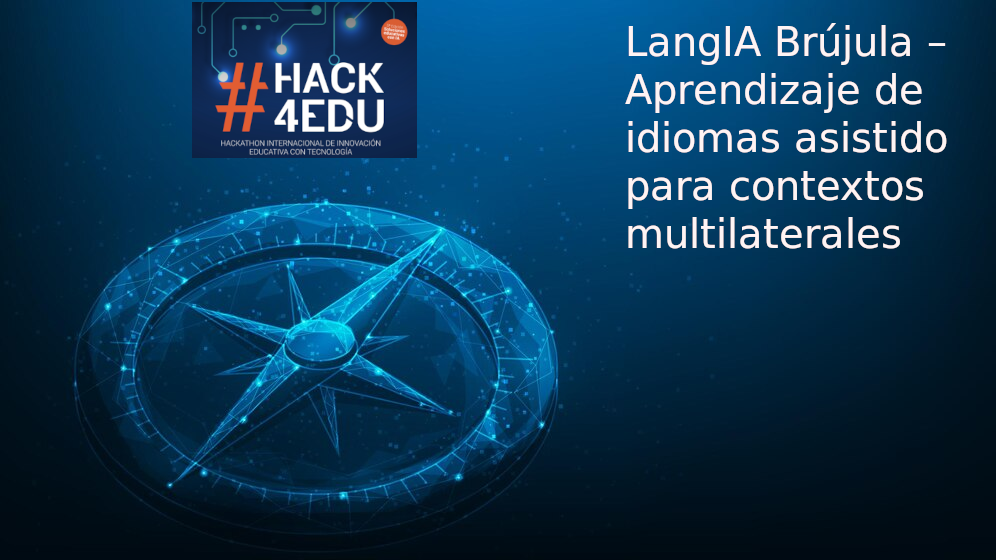 #HACK
4EDU
HACKATHON INTERNACIONAL DE INNOVACIÓN
EDUCATIVA CON TECNOLOGÍA
LangIA Brújula –
Aprendizaje de
idiomas asistido
para contextos
multilaterales